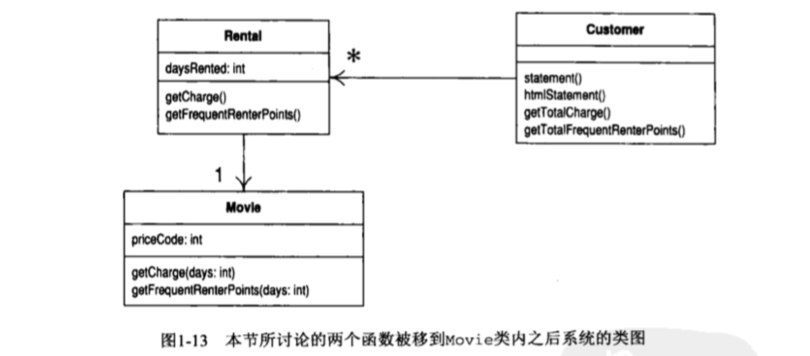 Rental
daysRented: int
getCharge()
getFrequentRenterPoints()
*
Customer
statement()
htmlStatement()
getTotalCharge()
getTotalFrequentRenterPoints()
1
Movie
priceCode: int
getCharge(days: int)
getFrequentRenterPoints(days: int)
图1-13 本节所讨论的两个函数被移到Movie类内之后系统的类图